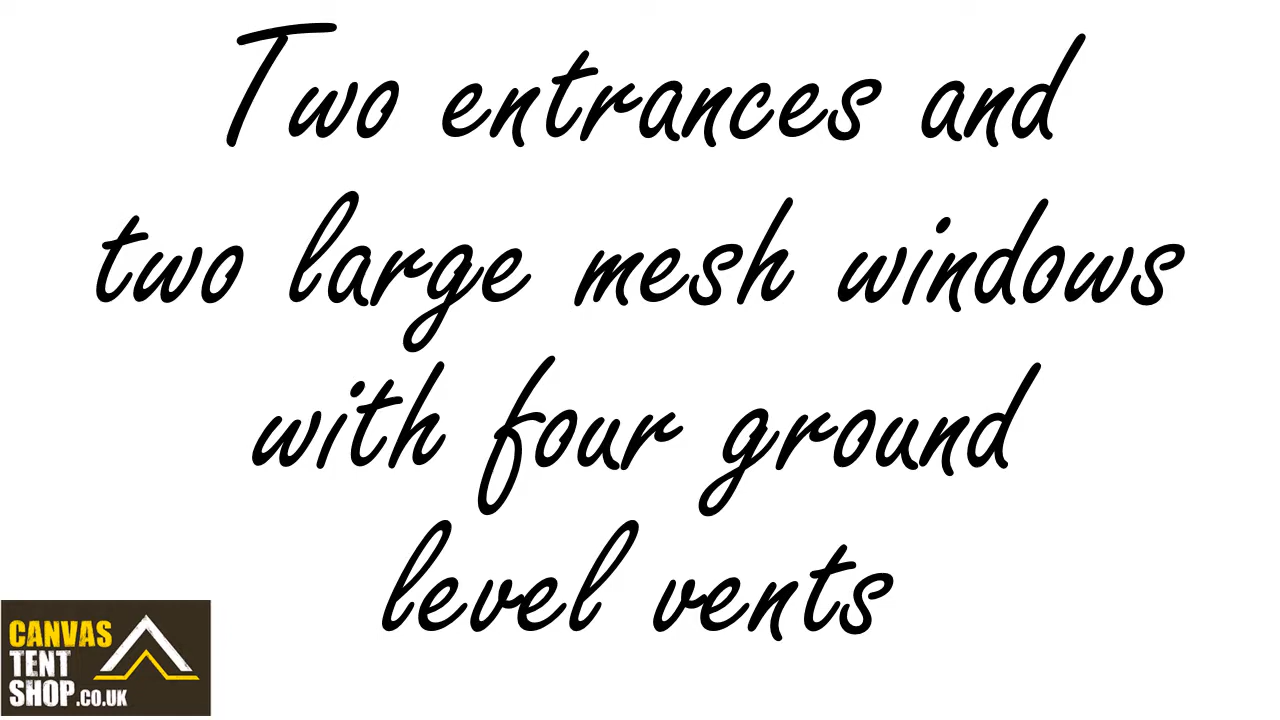 Two entrances and
two large mesh windows
with four ground
level vents
CANVAS
TENT
SHOP.CO.UK